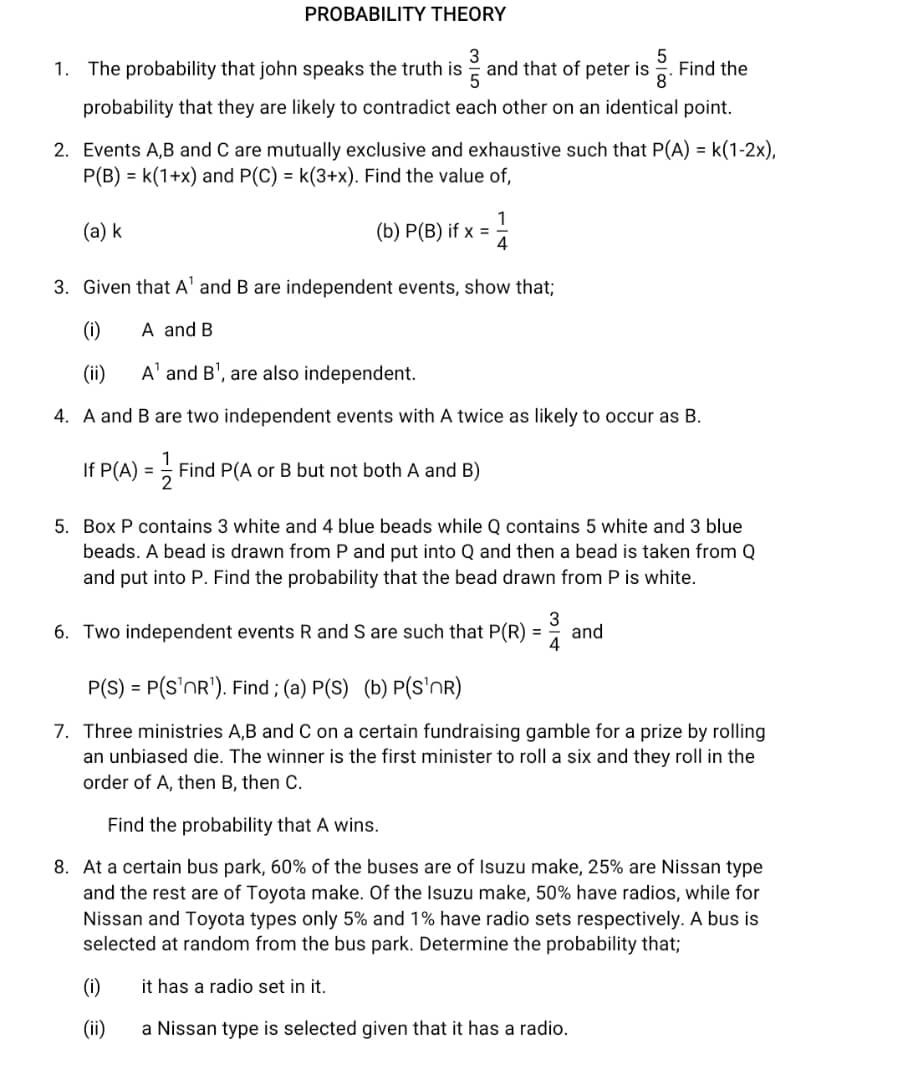 PROBABILITY THEORY
1. The probability that john speaks the truth is 3/5 and that of peter is 5/8. Find the
probability that they are likely to contradict each other on an identical point.
2. Events A,B and C are mutually exclusive and exhaustive such that P(A) = k(1-2x),
P(B) = k(1+x) and P(C) = k(3+x). Find the value of,
(a) k (b) P(B) if x = 1/4
3. Given that A¹ and B are independent events, show that;
(i) A and B
(ii) A¹ and B¹, are also independent.
4. A and B are two independent events with A twice as likely to occur as B.
If P(A) = 1/2 Find P(A or B but not both A and B)
5. Box P contains 3 white and 4 blue beads while Q contains 5 white and 3 blue
beads. A bead is drawn from P and put into Q and then a bead is taken from Q
and put into P. Find the probability that the bead drawn from P is white.
6. Two independent events R and S are such that P(R) = 3/4 and
P(S) = P(S¹∩R¹). Find ; (a) P(S) (b) P(S¹∩R)
7. Three ministries A,B and C on a certain fundraising gamble for a prize by rolling
an unbiased die. The winner is the first minister to roll a six and they roll in the
order of A, then B, then C.
Find the probability that A wins.
8. At a certain bus park, 60% of the buses are of Isuzu make, 25% are Nissan type
and the rest are of Toyota make. Of the Isuzu make, 50% have radios, while for
Nissan and Toyota types only 5% and 1% have radio sets respectively. A bus is
selected at random from the bus park. Determine the probability that;
(i) it has a radio set in it.
(ii) a Nissan type is selected given that it has a radio.